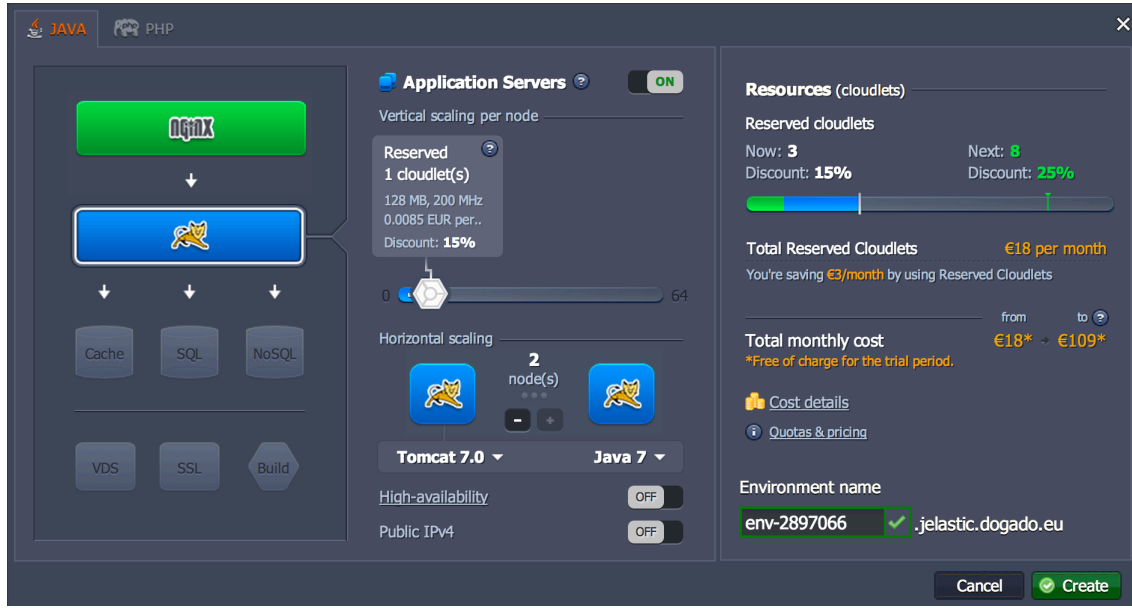 JAVA
PHP
NGINX
Cache
SQL
NoSQL
VDS
SSL
Build
Application Servers ?
ON
Vertical scaling per node
Reserved ?
1 cloudlet(s)
128 MB, 200 MHz
0.0085 EUR per..
Discount: 15%
0
64
Horizontal scaling
2
node(s)
- +
Tomcat 7.0
Java 7
High-availability
OFF
Public IPv4
OFF
Resources (cloudlets)
Reserved cloudlets
Now: 3
Next: 8
Discount: 15%
Discount: 25%
Total Reserved Cloudlets
€18 per month
You're saving €3/month by using Reserved Cloudlets
from
to ?
Total monthly cost
€18*
€109*
*Free of charge for the trial period.
Cost details
Quotas & pricing
Environment name
env-2897066
.jelastic.dogado.eu
Cancel
Create